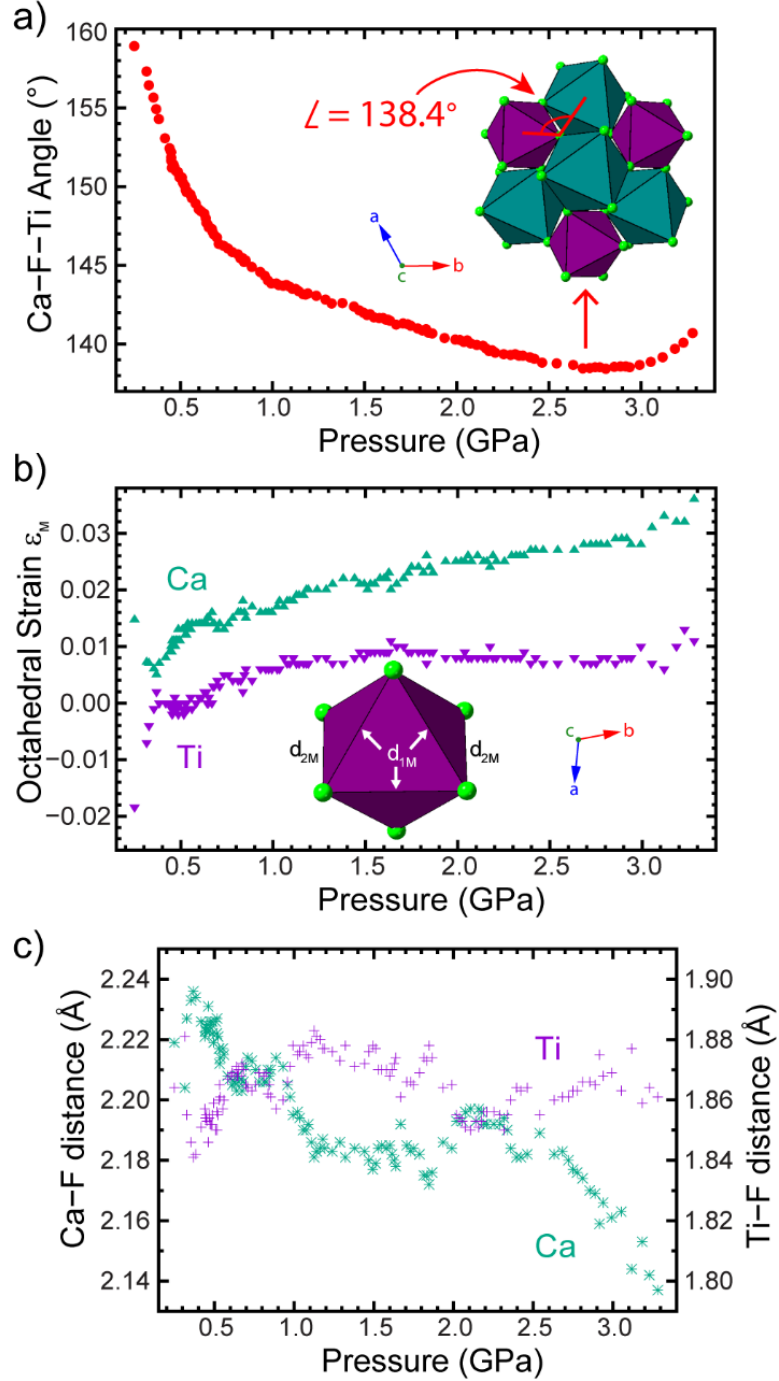 a)
160
155
150
145
140
Ca−F−Ti Angle (°)
∠ = 138.4°
a
c
b
0.5 1.0 1.5 2.0 2.5 3.0
Pressure (GPa)
b)
0.03
0.02
0.01
0.00
−0.01
−0.02
Octahedral Strain εM
Ca
Ti
d2M d1M d2M
c
b
a
0.5 1.0 1.5 2.0 2.5 3.0
Pressure (GPa)
c)
2.24
2.22
2.20
2.18
2.16
2.14
Ca−F distance (Å)
Ti
Ca
1.90
1.88
1.86
1.84
1.82
1.80
Ti−F distance (Å)
0.5 1.0 1.5 2.0 2.5 3.0
Pressure (GPa)